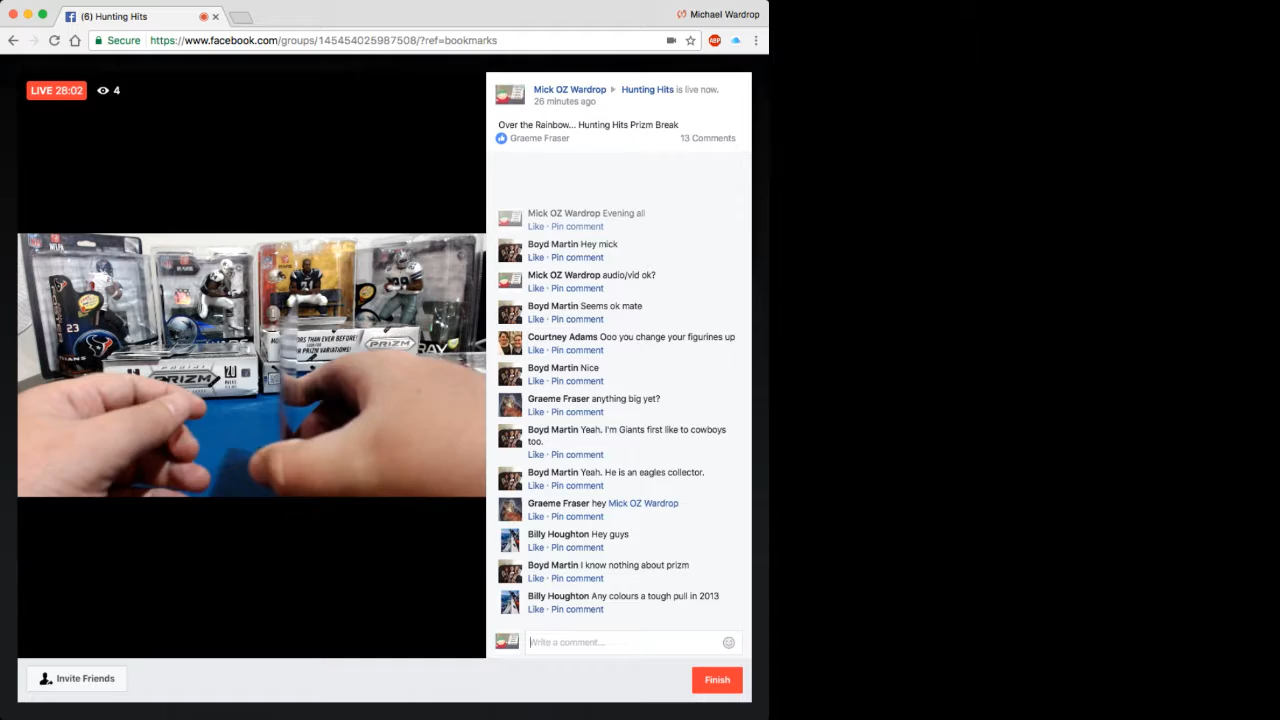 (6) Hunting Hits
Michael Wardrop
Secure https://www.facebook.com/groups/145454025987508/?ref=bookmarks
ABP
LIVE 28:02 4
Mick OZ Wardrop Hunting Hits is live now.
26 minutes ago
Over the Rainbow... Hunting Hits Prizm Break
Graeme Fraser 13 Comments
Mick OZ Wardrop Evening all
Like · Pin comment
Boyd Martin Hey mick
Like · Pin comment
Mick OZ Wardrop audio/vid ok?
Like · Pin comment
Boyd Martin Seems ok mate
Like · Pin comment
Courtney Adams Ooo you change your figurines up
Like · Pin comment
Boyd Martin Nice
Like · Pin comment
Graeme Fraser anything big yet?
Like · Pin comment
Boyd Martin Yeah. I'm Giants first like to cowboys
too.
Like · Pin comment
Boyd Martin Yeah. He is an eagles collector.
Like · Pin comment
Graeme Fraser hey Mick OZ Wardrop
Like · Pin comment
Billy Houghton Hey guys
Like · Pin comment
Boyd Martin I know nothing about prizm
Like · Pin comment
Billy Houghton Any colours a tough pull in 2013
Like · Pin comment
Write a comment...
Invite Friends
Finish
23
TEXANS
21
PRIZM
20
PRIZM VARIATIONS!
PRIZM